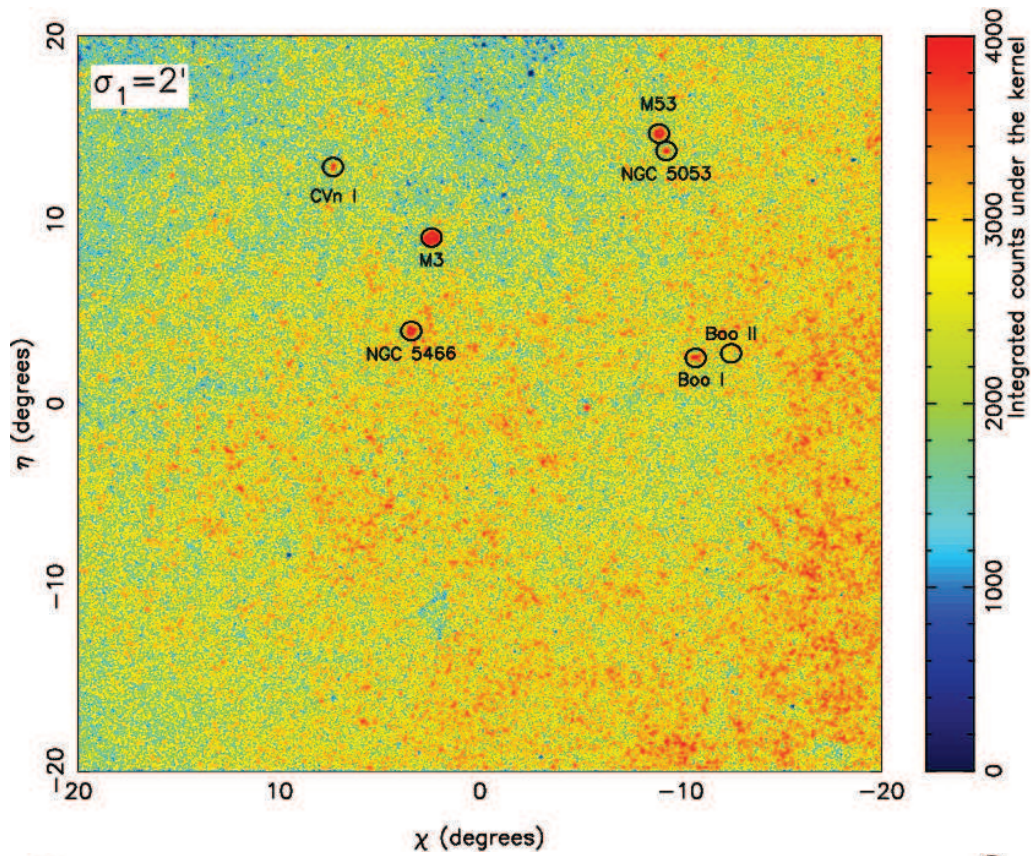 σ₁=2'
M53
NGC 5053
CVn I
M3
NGC 5466
Boo II
Boo I
20
10
0
−10
−20
η (degrees)
20
10
0
−10
−20
χ (degrees)
4000
3000
2000
1000
0
Integrated counts under the kernel